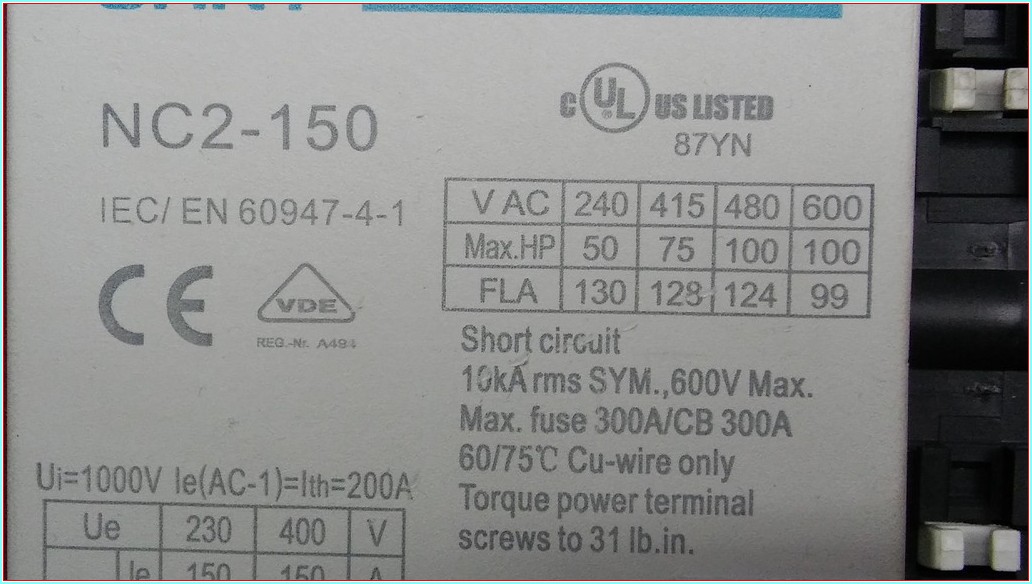 NC2-150
IEC/ EN 60947-4-1
CE
VDE
REG.-Nr. A494
C UL ® US LISTED
87YN
V AC 240 415 480 600
Max.HP 50 75 100 100
FLA 130 128 124 99
Short circuit
10kA rms SYM.,600V Max.
Max. fuse 300A/CB 300A
60/75℃ Cu-wire only
Torque power terminal
screws to 31 lb.in.
Ui=1000V Ie(AC-1)=Ith=200A
Ue 230 400 V
Ie 150 150 A